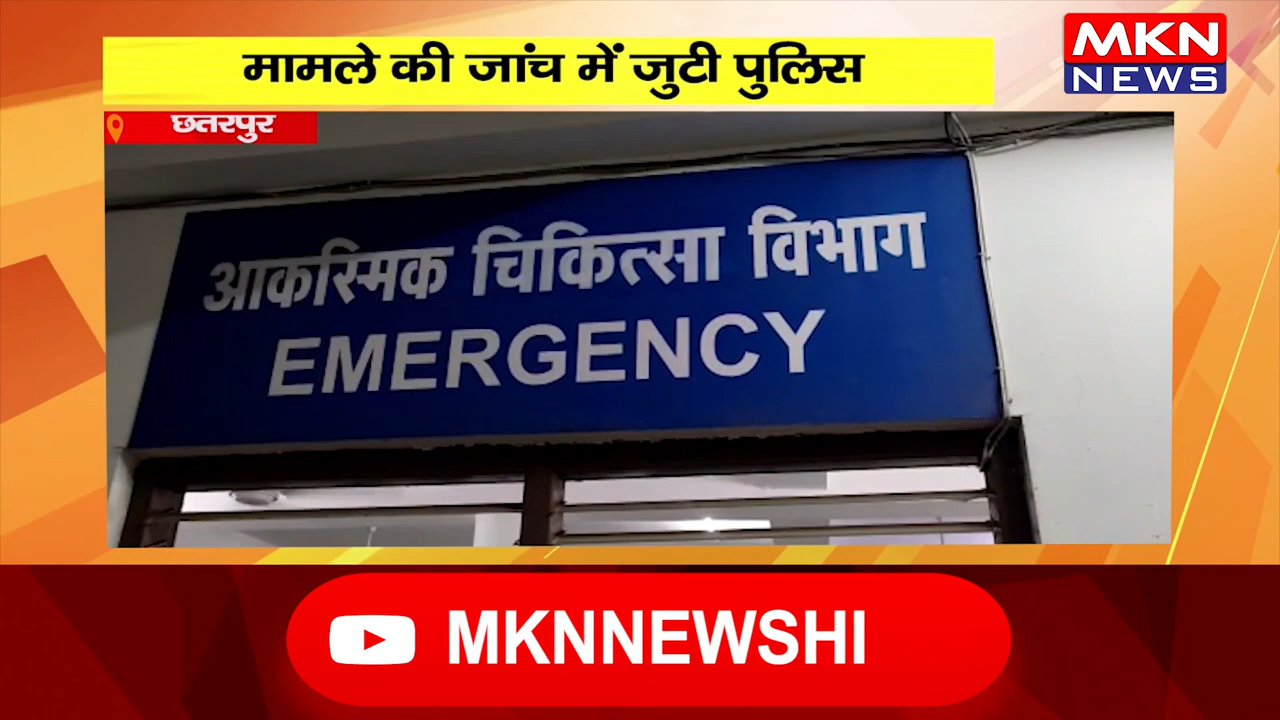 मामले की जांच में जुटी पुलिस
MKN
NEWS
छतरपुर
आकस्मिक चिकित्सा विभाग
EMERGENCY
MKNNEWSHI